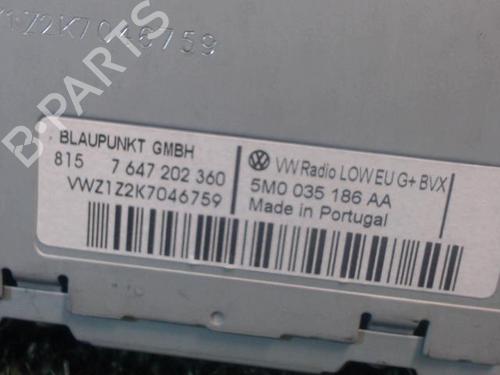 Z2K7046759
B-PARTS
BLAUPUNKT GMBH
815 7 647 202 360
VWZ1Z2K7046759
VW Radio LOW EU G+ BVX
5M0 035 186 AA
Made in Portugal